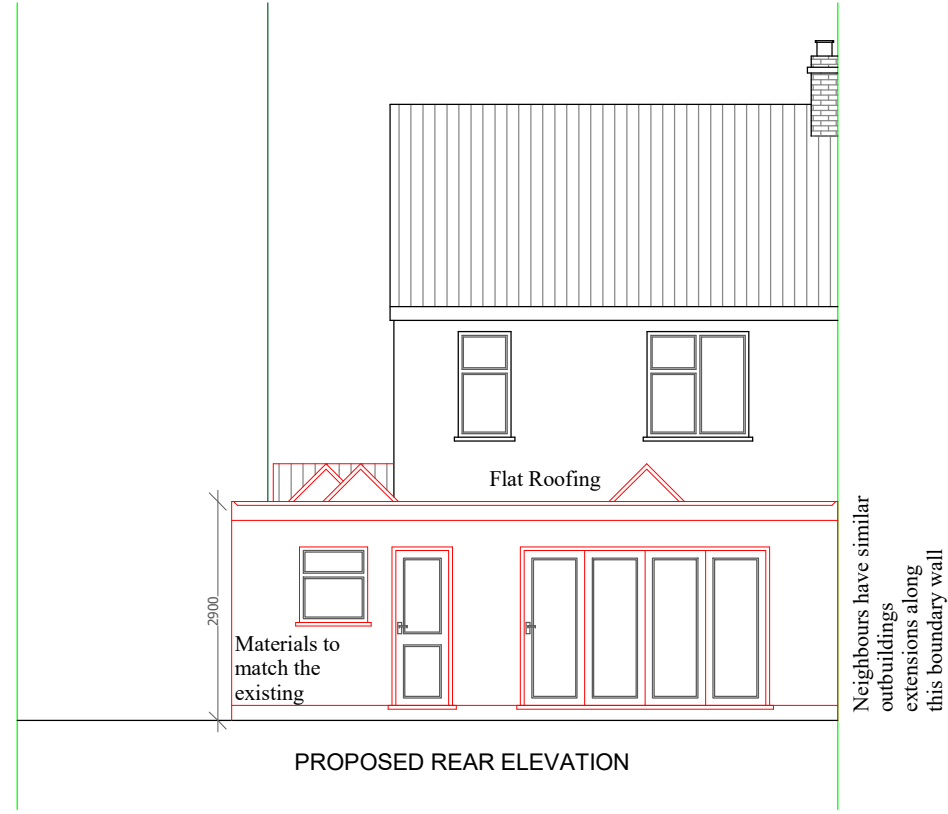 Flat Roofing
2900
Materials to
match the
existing
Neighbours have similar
outbuildings
extensions along
this boundary wall
PROPOSED REAR ELEVATION